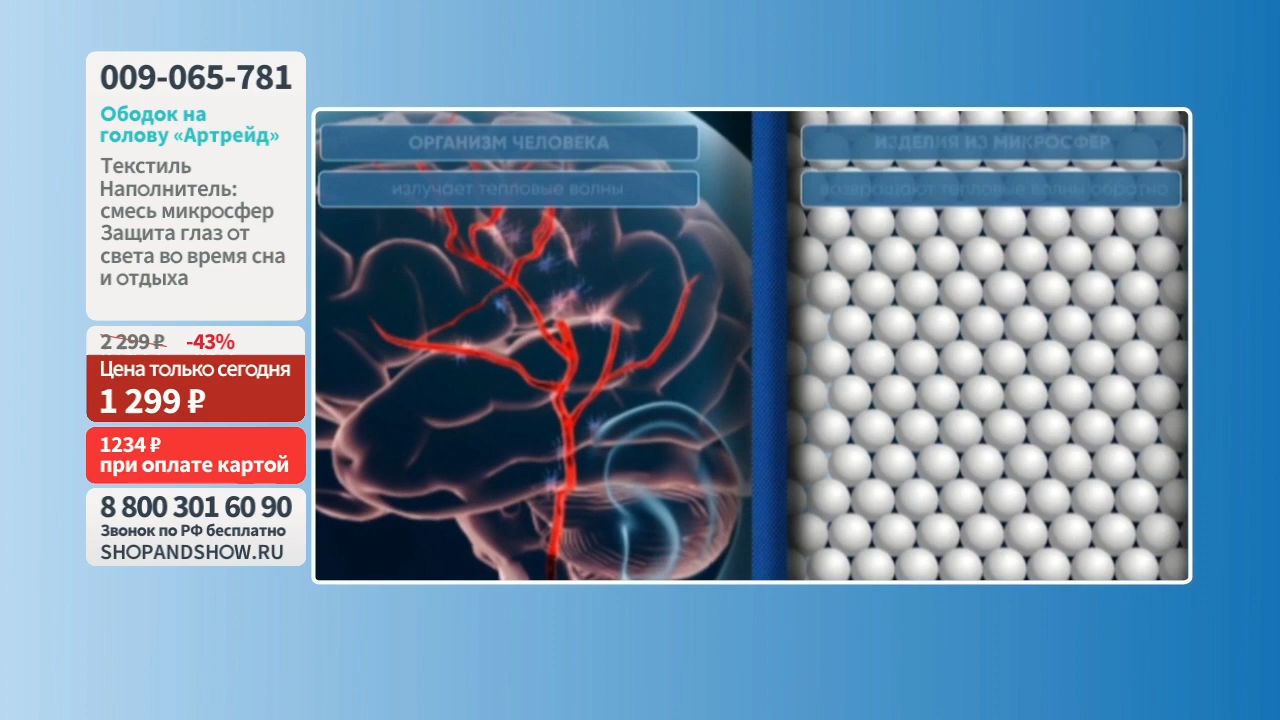 009-065-781
Ободок на
голову «Артрейд»
Текстиль
Наполнитель:
смесь микросфер
Защита глаз от
света во время сна
и отдыха
2 299 ₽ -43%
Цена только сегодня
1 299 ₽
1234 ₽
при оплате картой
8 800 301 60 90
Звонок по РФ бесплатно
SHOPANDSHOW.RU
ОРГАНИЗМ ЧЕЛОВЕКА
излучает тепловые волны
ИЗДЕЛИЯ ИЗ МИКРОСФЕР
возвращают тепловые волны обратно